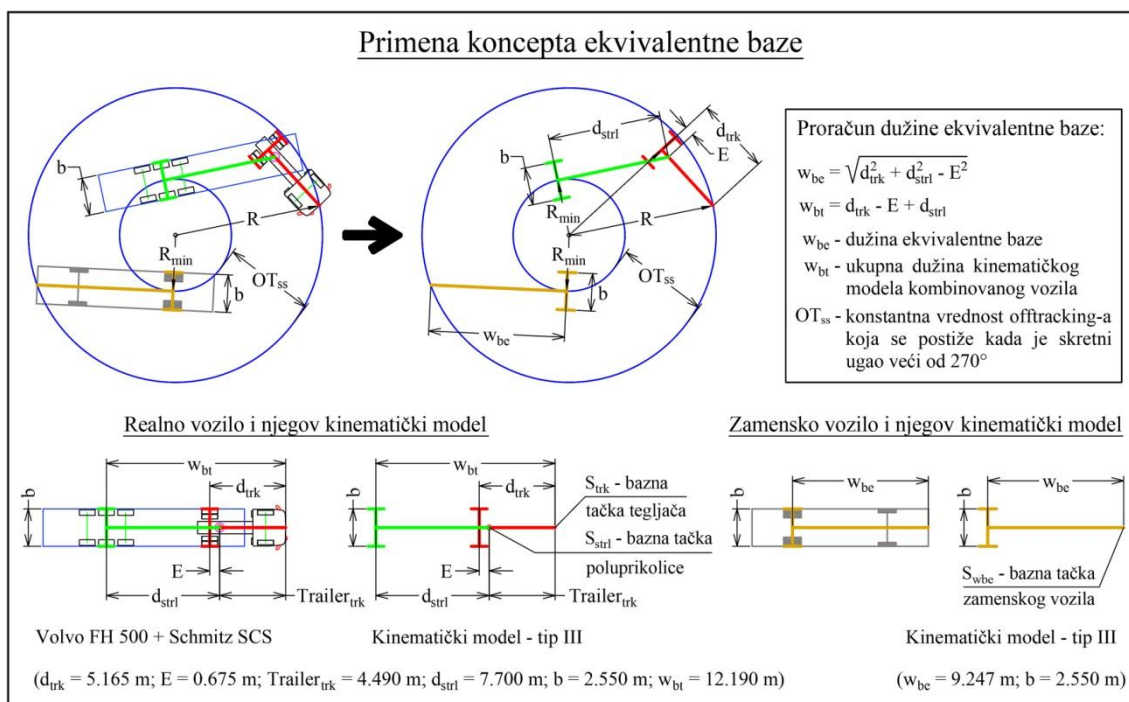 Primena koncepta ekvivalentne baze
b
R
R_min
OT_ss
b
d_strl
d_trk
E
b
R_min
R
OT_ss
b
w_be
Proračun dužine ekvivalentne baze:
w_be = √(d²_trk + d²_strl - E²)
w_bt = d_trk - E + d_strl
w_be - dužina ekvivalentne baze
w_bt - ukupna dužina kinematičkog
modela kombinovanog vozila
OT_ss - konstantna vrednost offtracking-a
koja se postiže kada je skretni
ugao veći od 270°
Realno vozilo i njegov kinematički model
w_bt
d_trk
b
E
d_strl
Trailer_trk
Volvo FH 500 + Schmitz SCS
w_bt
d_trk
b
E
d_strl
Trailer_trk
S_trk - bazna
tačka tegljača
S_strl - bazna tačka
poluprikolice
Kinematički model - tip III
(d_trk = 5.165 m; E = 0.675 m; Trailer_trk = 4.490 m; d_strl = 7.700 m; b = 2.550 m; w_bt = 12.190 m)
Zamensko vozilo i njegov kinematički model
w_be
b
w_be
b
S_wbe - bazna tačka
zamenskog vozila
Kinematički model - tip III
(w_be = 9.247 m; b = 2.550 m)